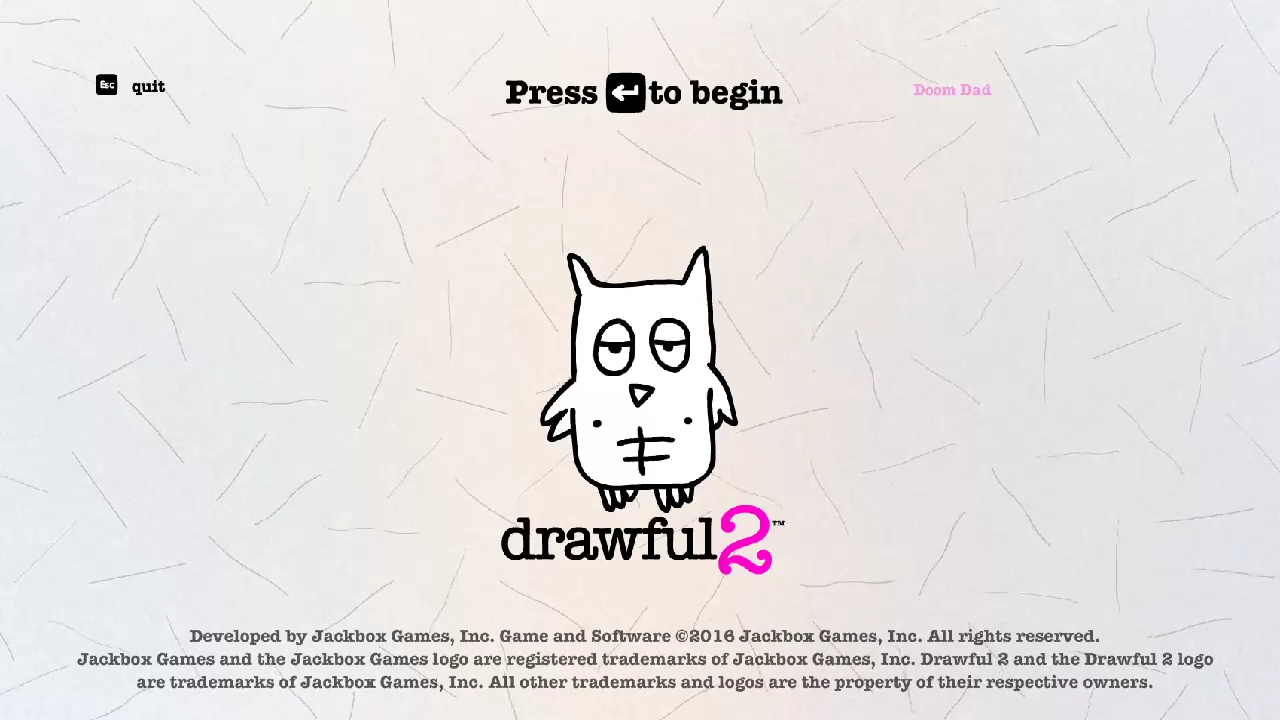 Esc quit
Press to begin
Doom Dad
drawful2™
Developed by Jackbox Games, Inc. Game and Software ©2016 Jackbox Games, Inc. All rights reserved.
Jackbox Games and the Jackbox Games logo are registered trademarks of Jackbox Games, Inc. Drawful 2 and the Drawful 2 logo
are trademarks of Jackbox Games, Inc. All other trademarks and logos are the property of their respective owners.